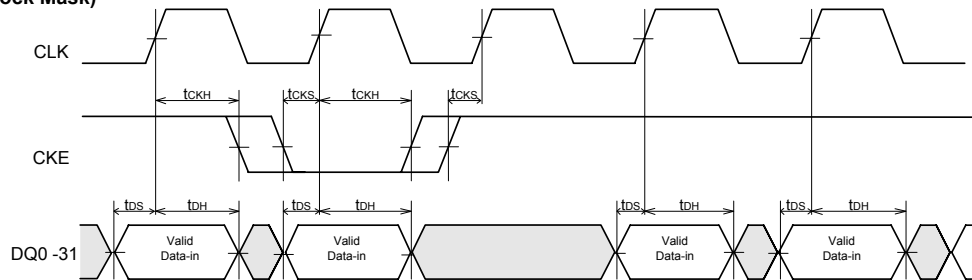 ock Mask)
CLK
tCKH tCKS tCKH tCKS
CKE
tDS tDH tDS tDH tDS tDH tDS tDH
DQ0 -31 Valid Data-in Valid Data-in Valid Data-in Valid Data-in